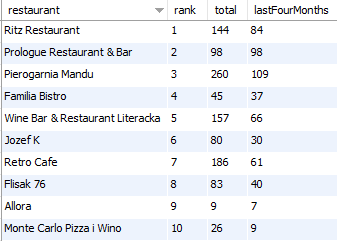 restaurant rank total lastFourMonths
Ritz Restaurant 1 144 84
Prologue Restaurant & Bar 2 98 98
Pierogarnia Mandu 3 260 109
Familia Bistro 4 45 37
Wine Bar & Restaurant Literacka 5 157 66
Jozef K 6 80 30
Retro Cafe 7 186 61
Flisak 76 8 83 40
Allora 9 9 7
Monte Carlo Pizza i Wino 10 26 9